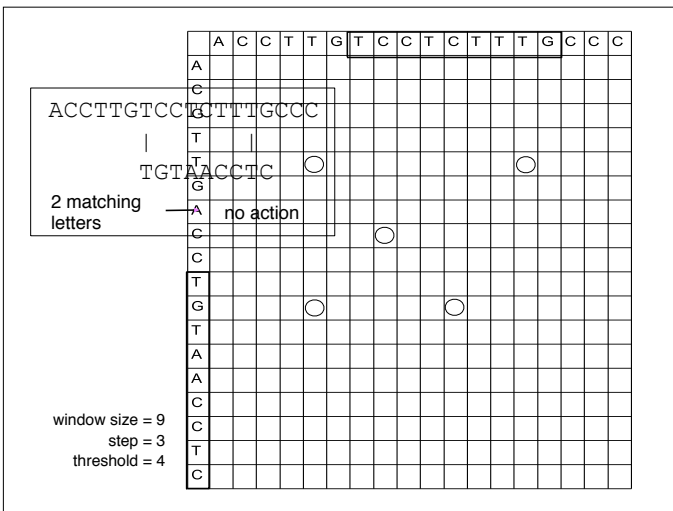 A C C T T G T C C T C T T T G C C C
A
C
G
T
T
G
A
C
C
T
G
T
A
A
C
C
T
C
ACCTTGTCCTCTTTGCCC
| |
TGTAACCTC
2 matching
letters
no action
window size = 9
step = 3
threshold = 4